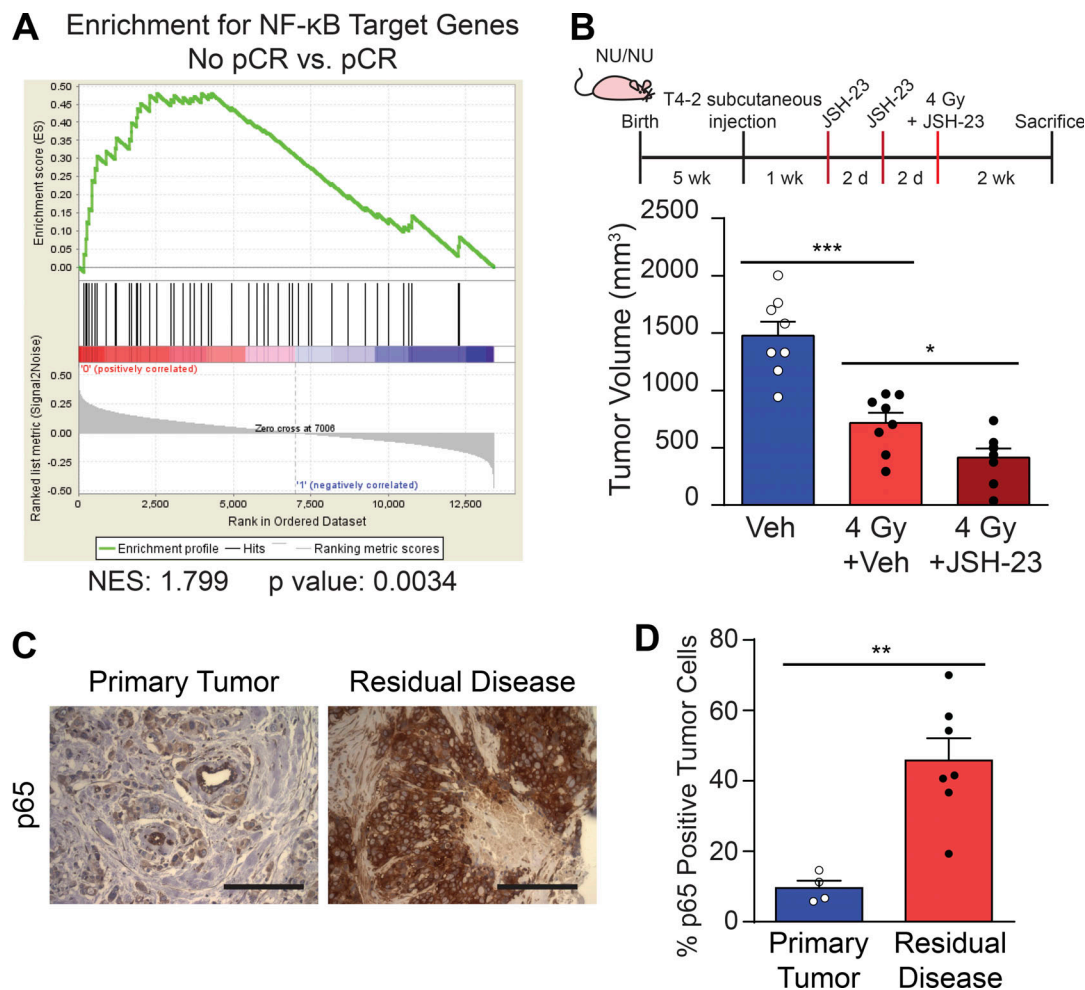 A
Enrichment for NF-κB Target Genes
No pCR vs. pCR
Enrichment score (ES)
0.50
0.45
0.40
0.35
0.30
0.25
0.20
0.15
0.10
0.05
0.00
'0' (positively correlated)
Ranked list metric (Signal2Noise)
0.50
0.25
0.00
-0.25
-0.50
Zero cross at 7006
'1' (negatively correlated)
0 2,500 5,000 7,500 10,000 12,500
Rank in Ordered Dataset
Enrichment profile Hits Ranking metric scores
NES: 1.799 p value: 0.0034
B
NU/NU
Birth
T4-2 subcutaneous
injection
JSH-23
JSH-23
4 Gy
+ JSH-23
Sacrifice
5 wk 1 wk 2 d 2 d 2 wk
Tumor Volume (mm³)
2500
2000
1500
1000
500
0
***
*
Veh
4 Gy
+Veh
4 Gy
+JSH-23
C
Primary Tumor
Residual Disease
p65
D
% p65 Positive Tumor Cells
80
60
40
20
0
**
Primary
Tumor
Residual
Disease